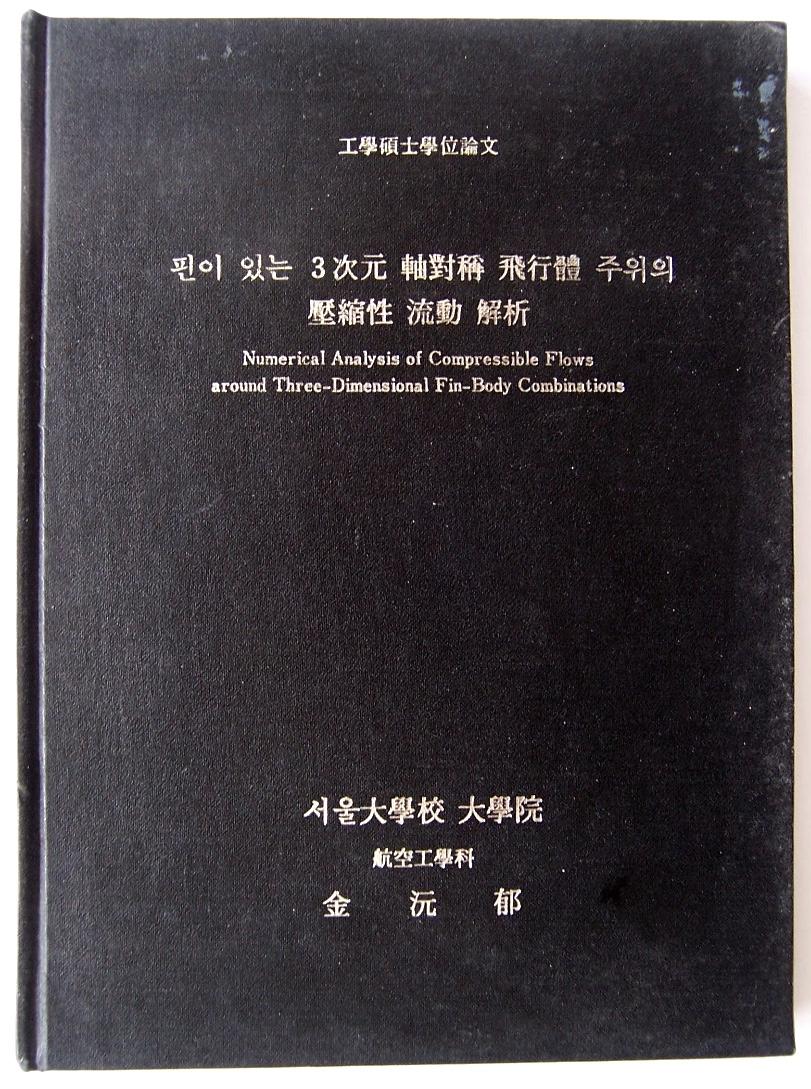 工學碩士學位論文
핀이 있는 3次元 軸對稱 飛行體 주위의
壓縮性 流動 解析
Numerical Analysis of Compressible Flows
around Three-Dimensional Fin-Body Combinations
서울大學校 大學院
航空工學科
金 沅 郁